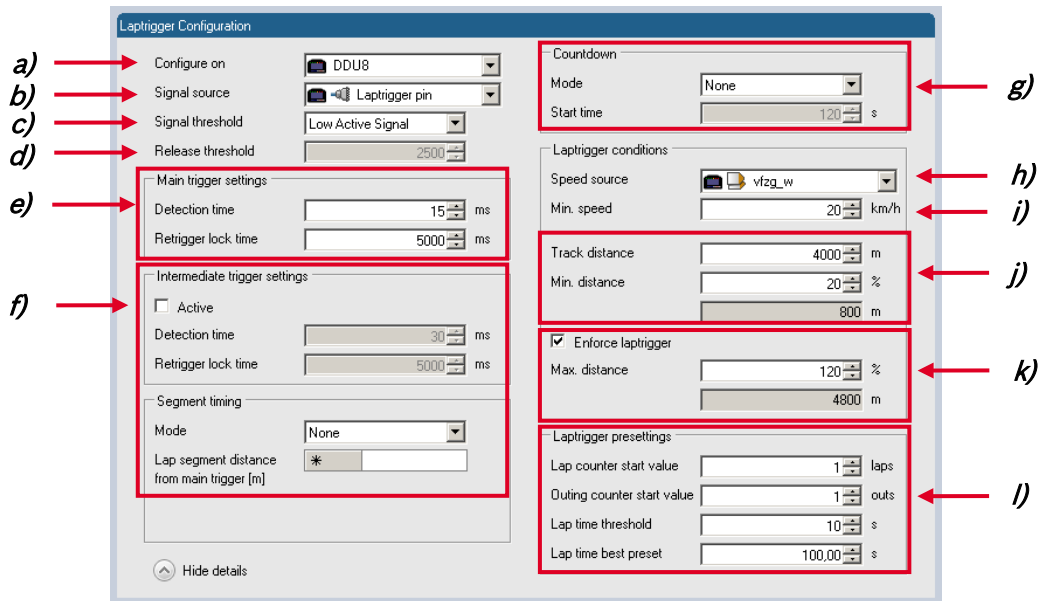 Laptrigger Configuration
a)
Configure on
DDU8
b)
Signal source
Laptrigger pin
c)
Signal threshold
Low Active Signal
d)
Release threshold
2500
e)
Main trigger settings
Detection time
15 ms
Retrigger lock time
5000 ms
f)
Intermediate trigger settings
Active
Detection time
30 ms
Retrigger lock time
5000 ms
Segment timing
Mode
None
Lap segment distance
from main trigger [m]
*
Hide details
Countdown
g)
Mode
None
Start time
120 s
Laptrigger conditions
h)
Speed source
vfzg_w
i)
Min. speed
20 km/h
j)
Track distance
4000 m
Min. distance
20 %
800 m
k)
Enforce laptrigger
Max. distance
120 %
4800 m
l)
Laptrigger presettings
Lap counter start value
1 laps
Outing counter start value
1 outs
Lap time threshold
10 s
Lap time best preset
100,00 s